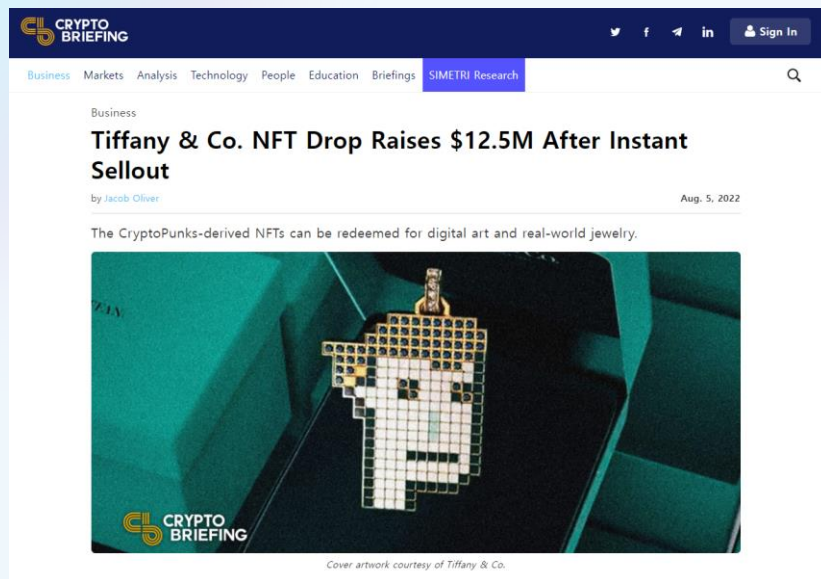 CRYPTO
BRIEFING
Sign In
Business Markets Analysis Technology People Education Briefings SIMETRI Research
Business
Tiffany & Co. NFT Drop Raises $12.5M After Instant
Sellout
by Jacob Oliver Aug. 5, 2022
The CryptoPunks-derived NFTs can be redeemed for digital art and real-world jewelry.
CRYPTO
BRIEFING
Cover artwork courtesy of Tiffany & Co.